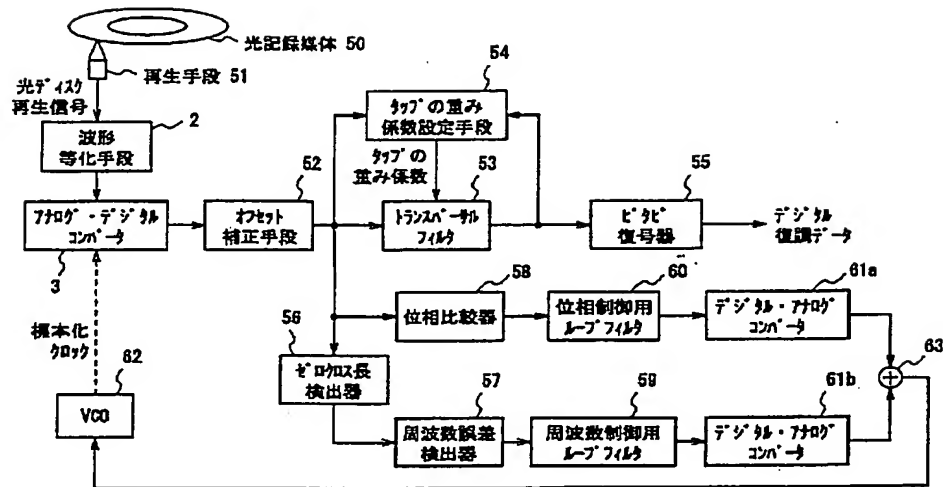 光記録媒体 50
再生手段 51
光ディスク
再生信号
2
波形
等化手段
54
タップの重み
係数設定手段
タップの
重み係数
52
53
55
アナログ・デジタル
コンバータ
3
オフセット
補正手段
トランスバーサル
フィルタ
ビタビ
復号器
デジタル
復調データ
58
60
61a
位相比較器
位相制御用
ループフィルタ
デジタル・アナログ
コンバータ
標本化
クロック
56
ゼロクロス長
検出器
63
62
VCO
57
59
61b
周波数誤差
検出器
周波数制御用
ループフィルタ
デジタル・アナログ
コンバータ